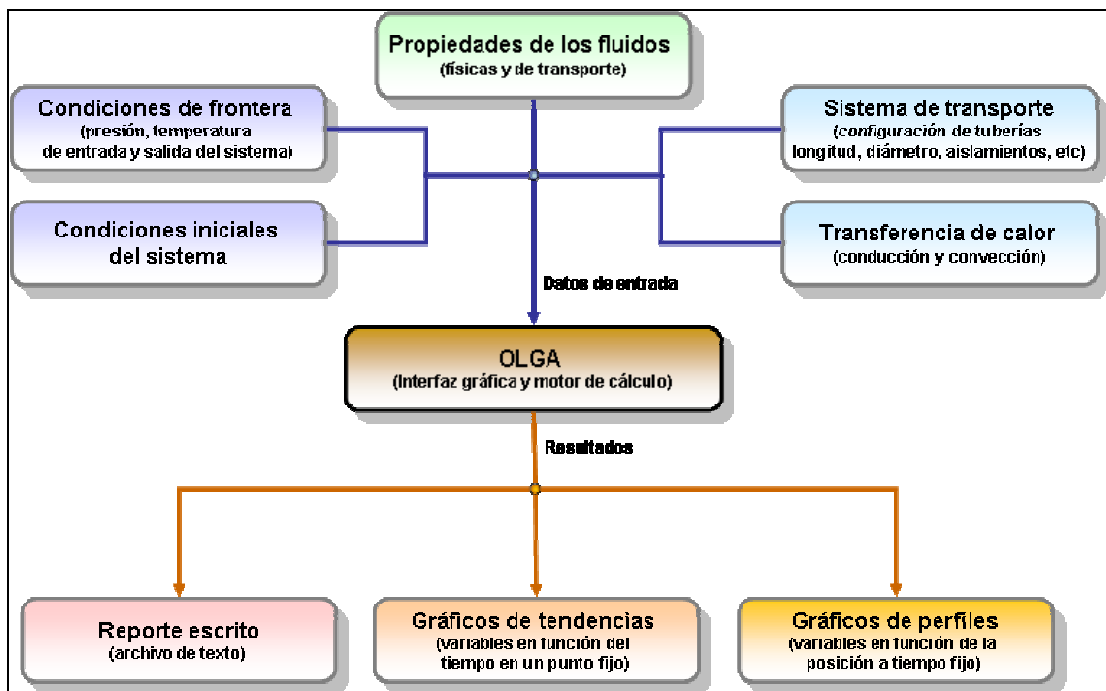 Propiedades de los fluidos
(físicas y de transporte)
Condiciones de frontera
(presión, temperatura
de entrada y salida del sistema)
Sistema de transporte
(configuración de tuberías
longitud, diámetro, aislamientos, etc)
Condiciones iniciales
del sistema
Transferencia de calor
(conducción y convección)
Datos de entrada
OLGA
(Interfaz gráfica y motor de cálculo)
Resultados
Reporte escrito
(archivo de texto)
Gráficos de tendencias
(variables en función del
tiempo en un punto fijo)
Gráficos de perfiles
(variables en función de la
posición a tiempo fijo)